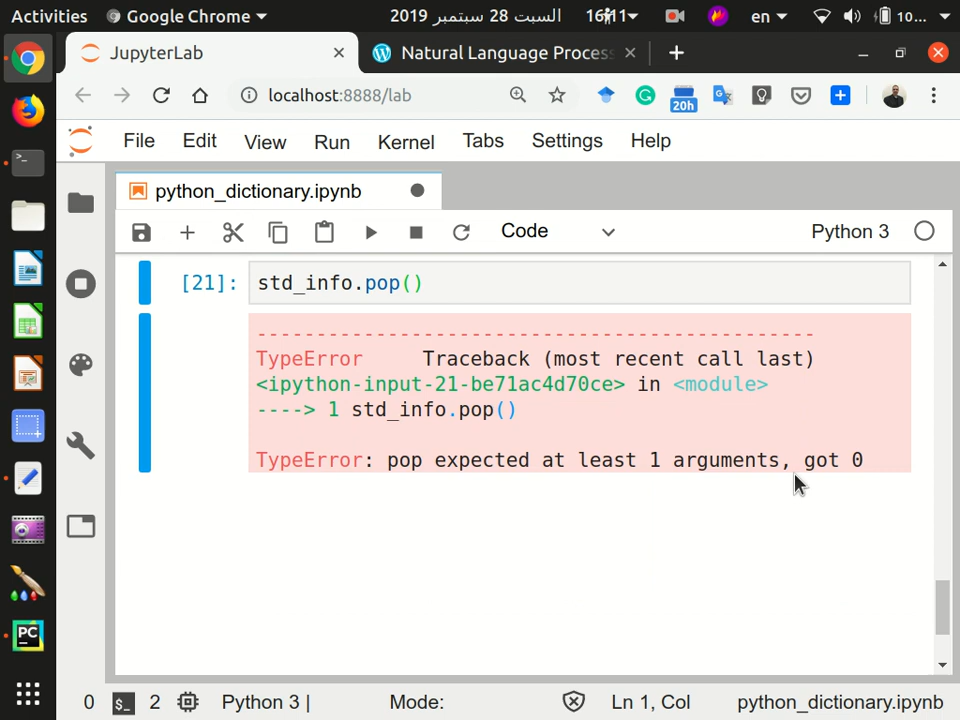 Activities Google Chrome السبت 28 سبتمبر 2019 16:11 en 10...
JupyterLab Natural Language Process
localhost:8888/lab 20h
File Edit View Run Kernel Tabs Settings Help
python_dictionary.ipynb
Code Python 3
[21]: std_info.pop()
---------------------------------------------------------------------------
TypeError Traceback (most recent call last)
<ipython-input-21-be71ac4d70ce> in <module>
----> 1 std_info.pop()
TypeError: pop expected at least 1 arguments, got 0
PC
0 $_ 2 Python 3 | Mode: Ln 1, Col python_dictionary.ipynb